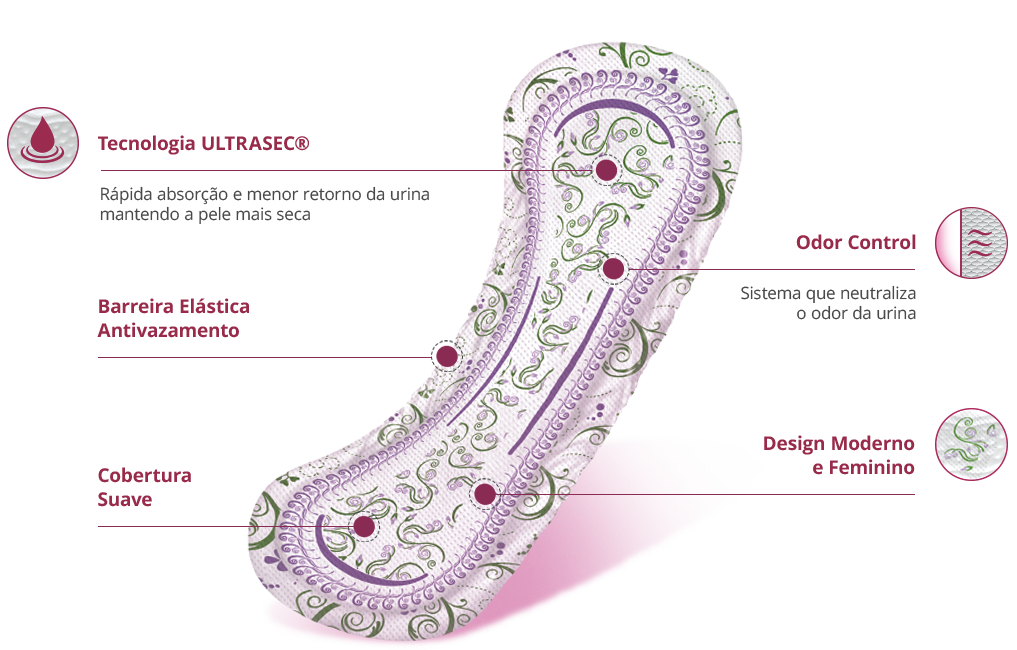 Tecnologia ULTRASEC®
Rápida absorção e menor retorno da urina
mantendo a pele mais seca
Odor Control
Sistema que neutraliza
o odor da urina
Barreira Elástica
Antivazamento
Design Moderno
e Feminino
Cobertura
Suave